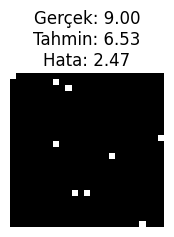 Gerçek: 9.00
Tahmin: 6.53
Hata: 2.47